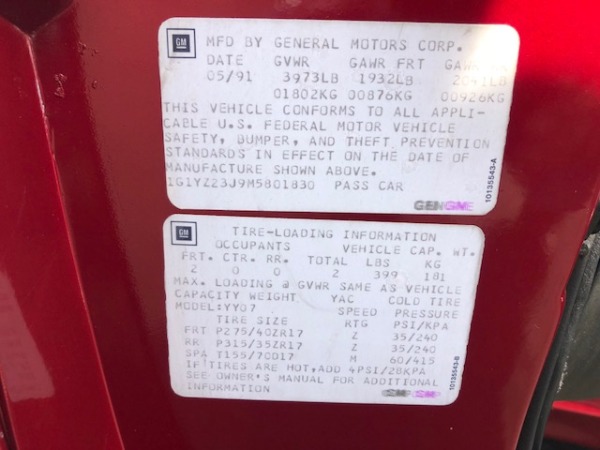 GM MFD BY GENERAL MOTORS CORP.
DATE GVWR GAWR FRT
05/91 3973LB 1932LB 2041LB
01802KG 00876KG 00926KG
THIS VEHICLE CONFORMS TO ALL APPLI-
CABLE U.S. FEDERAL MOTOR VEHICLE
SAFETY, BUMPER, AND THEFT PREVENTION
STANDARDS IN EFFECT ON THE DATE OF
MANUFACTURE SHOWN ABOVE.
1G1YZ23J9M5801830 PASS CAR
10135543-A
GM TIRE-LOADING INFORMATION
OCCUPANTS VEHICLE CAP. WT.
FRT. CTR. RR. TOTAL LBS KG
2 0 0 2 399 181
MAX. LOADING @ GVWR SAME AS VEHICLE
CAPACITY WEIGHT YAC COLD TIRE
MODEL:YY07 SPEED PRESSURE
TIRE SIZE RTG PSI/KPA
FRT P275/40ZR17 Z 35/240
RR P315/35ZR17 Z 35/240
SPA T155/70D17 M 60/415
IF TIRES ARE HOT, ADD 4PSI/28KPA
SEE OWNER'S MANUAL FOR ADDITIONAL
INFORMATION
10135543-B